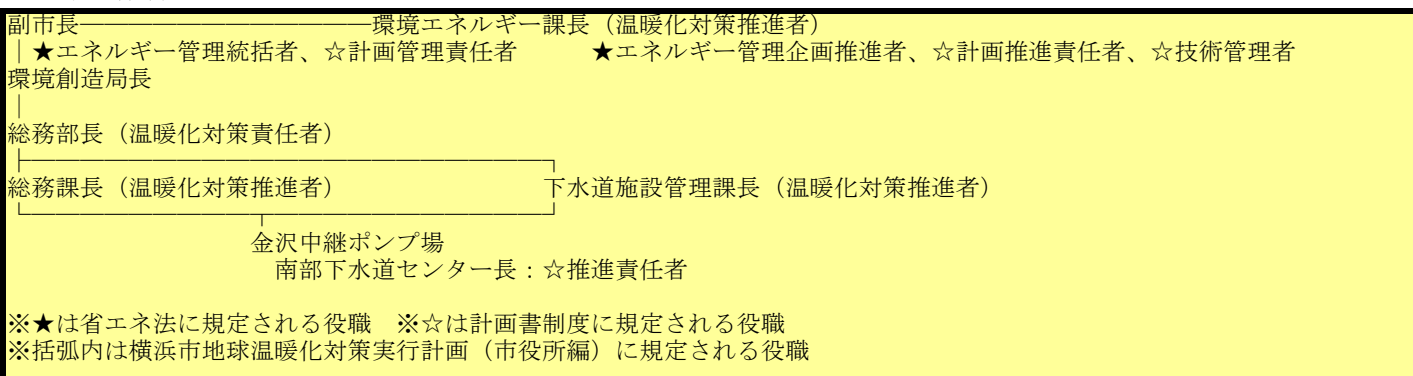 副市長――――――――――――環境エネルギー課長（温暖化対策推進者）
｜★エネルギー管理統括者、☆計画管理責任者　　　★エネルギー管理企画推進者、☆計画推進責任者、☆技術管理者
環境創造局長
｜
総務部長（温暖化対策責任者）
├―――――――――――――――――――――┐
総務課長（温暖化対策推進者）　　　　　　　　　下水道施設管理課長（温暖化対策推進者）
└――――――――――┬―――――――――――┘
金沢中継ポンプ場
南部下水道センター長：☆推進責任者
※★は省エネ法に規定される役職　※☆は計画書制度に規定される役職
※括弧内は横浜市地球温暖化対策実行計画（市役所編）に規定される役職